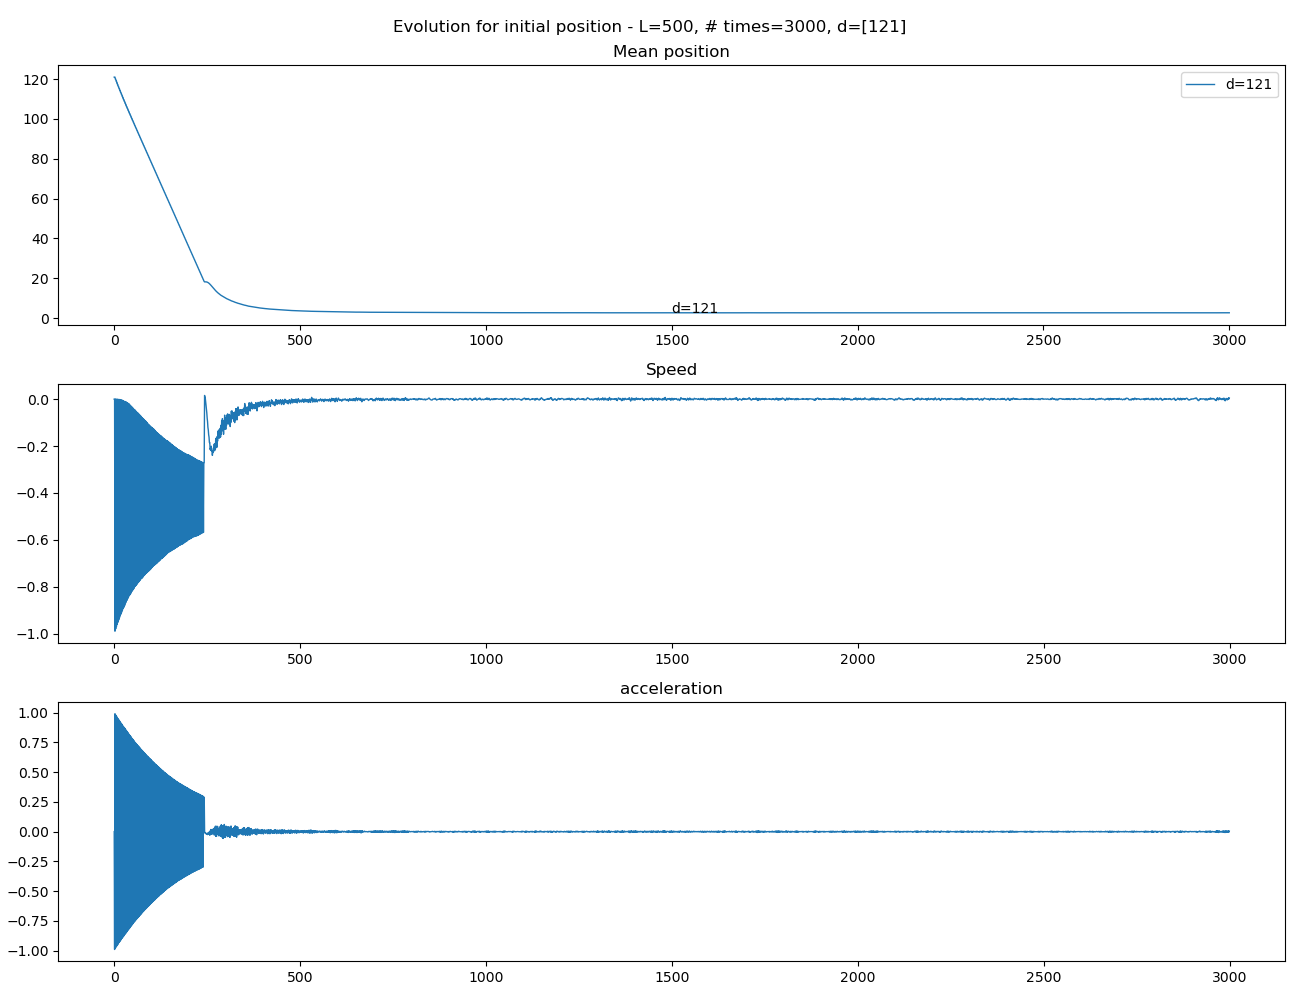 Evolution for initial position - L=500, # times=3000, d=[121]
Mean position
120
100
80
60
40
20
0
d=121
d=121
0 500 1000 1500 2000 2500 3000
Speed
0.0
−0.2
−0.4
−0.6
−0.8
−1.0
0 500 1000 1500 2000 2500 3000
acceleration
1.00
0.75
0.50
0.25
0.00
−0.25
−0.50
−0.75
−1.00
0 500 1000 1500 2000 2500 3000